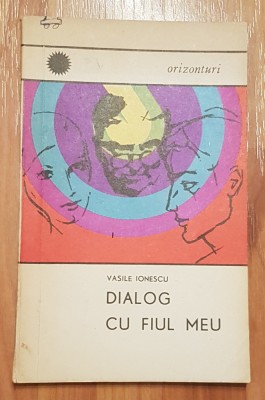 orizonturi
VASILE IONESCU
DIALOG
CU FIUL MEU